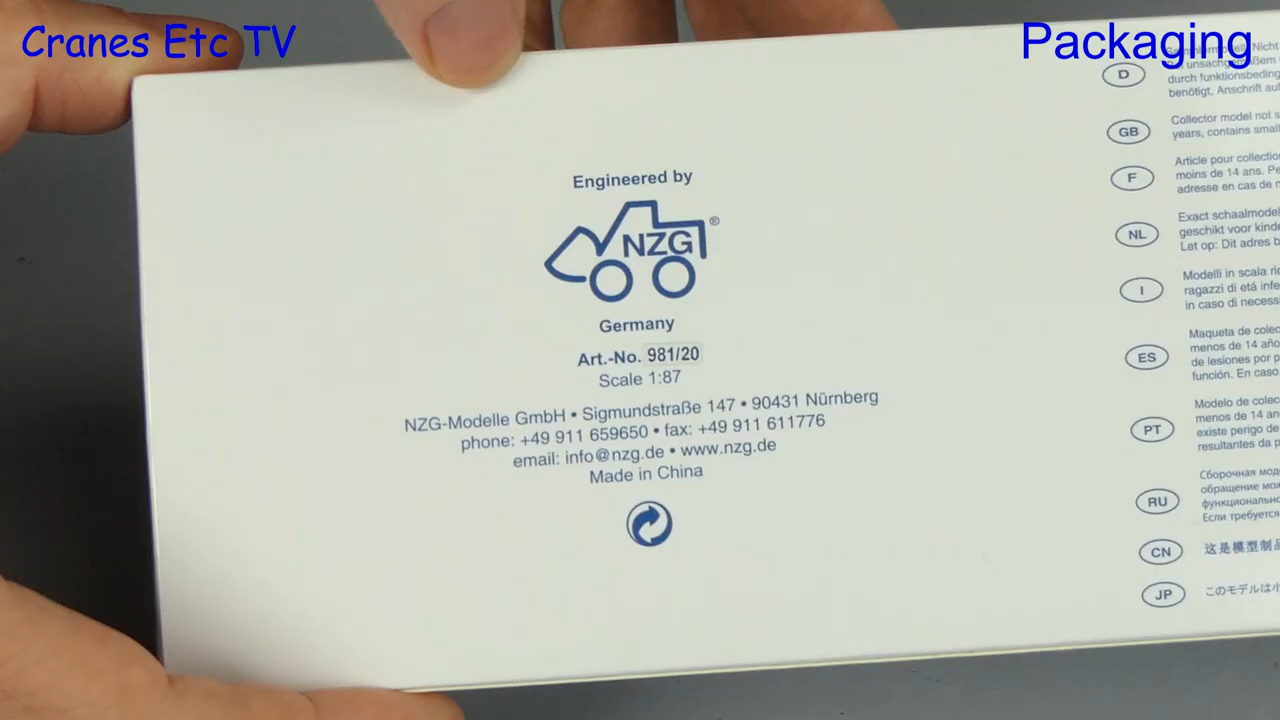 Cranes Etc TV
Packaging
Engineered by
NZG®
Germany
Art.-No. 981/20
Scale 1:87
NZG-Modelle GmbH • Sigmundstraße 147 • 90431 Nürnberg
phone: +49 911 659650 • fax: +49 911 611776
email: info@nzg.de • www.nzg.de
Made in China
D
durch funktionsbeding
benötigt, Anschrift auf
GB
Collector model not s
years, contains small
F
Article pour collectio
moins de 14 ans. Pe
adresse en cas de
NL
Exact schaalmodel
geschikt voor kinde
Let op: Dit adres b
I
Modelli in scala
ragazzi di etá infe
in caso di necess
ES
Maqueta de colec
menos de 14 año
de lesiones por p
función. En caso
PT
Modelo de colec
menos de 14 an
existe perigo de
resultantes da p
RU
Сборочная мод
обращение мож
функциональн
Если требуется
CN
这是模型制品
JP
このモデルは小